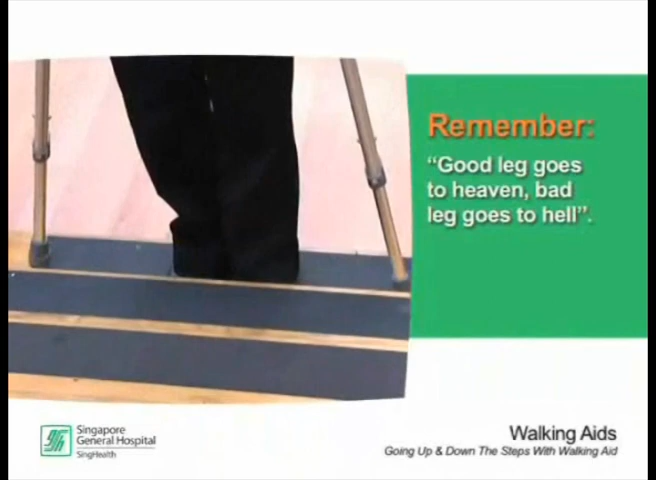 Remember:
“Good leg goes
to heaven, bad
leg goes to hell”.
Singapore
General Hospital
SingHealth
Walking Aids
Going Up & Down The Steps With Walking Aid